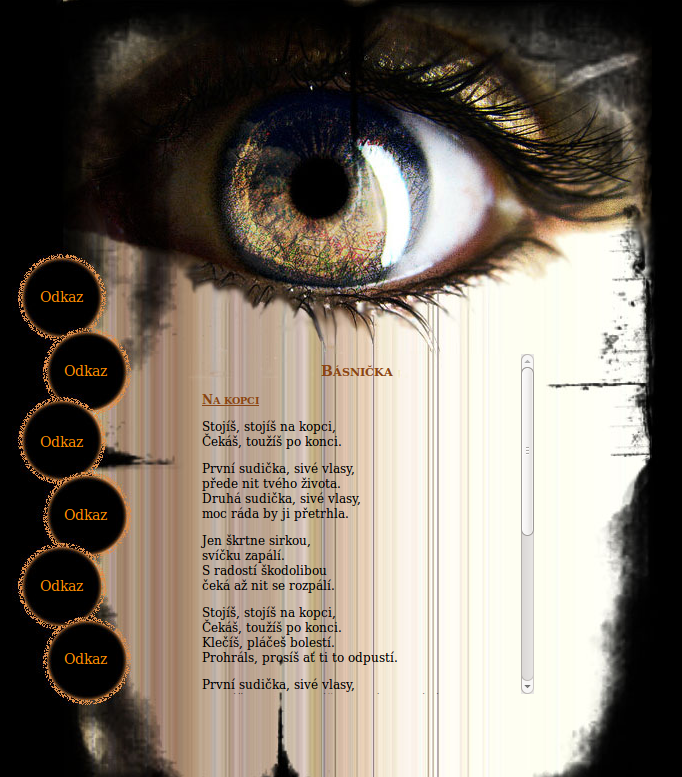 Odkaz
Odkaz
Odkaz
Odkaz
Odkaz
Odkaz
Básnička
Na kopci
Stojíš, stojíš na kopci,
Čekáš, toužíš po konci.
První sudička, sivé vlasy,
přede nit tvého života.
Druhá sudička, sivé vlasy,
moc ráda by ji přetrhla.
Jen škrtne sirkou,
svíčku zapálí.
S radostí škodolibou
čeká až nit se rozpálí.
Stojíš, stojíš na kopci,
Čekáš, toužíš po konci.
Klečíš, pláčeš bolestí.
Prohráls, prosíš ať ti to odpustí.
První sudička, sivé vlasy,